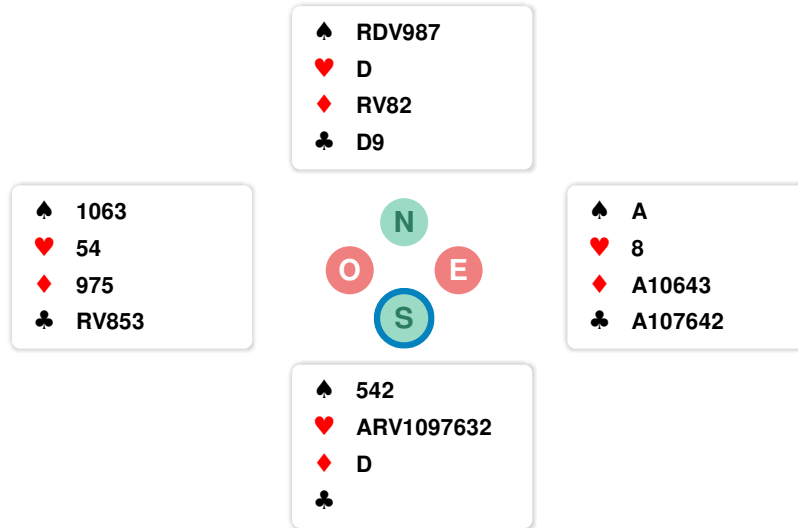 ♠ RDV987
♥ D
♦ RV82
♣ D9
♠ 1063
♥ 54
♦ 975
♣ RV853
N
O E
S
♠ A
♥ 8
♦ A10643
♣ A107642
♠ 542
♥ ARV1097632
♦ D
♣